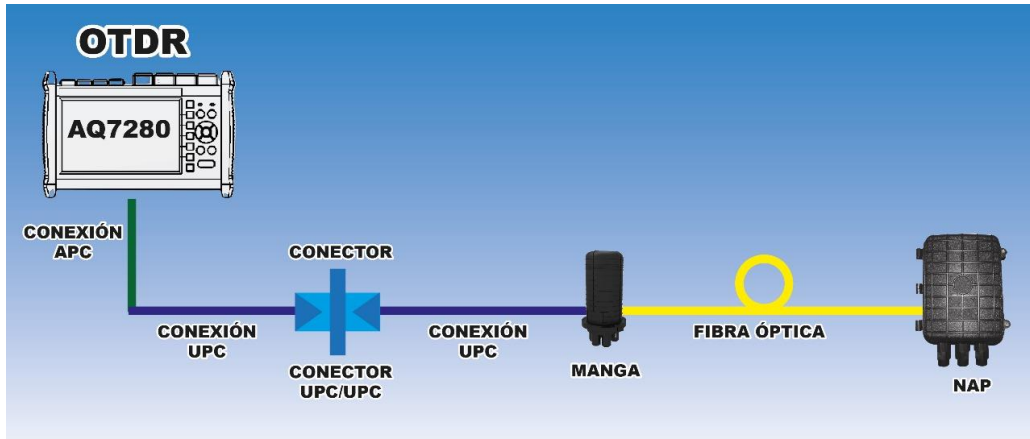 OTDR
AQ7280
CONEXIÓN
APC
CONECTOR
CONEXIÓN
UPC
CONECTOR
UPC/UPC
CONEXIÓN
UPC
MANGA
FIBRA ÓPTICA
NAP